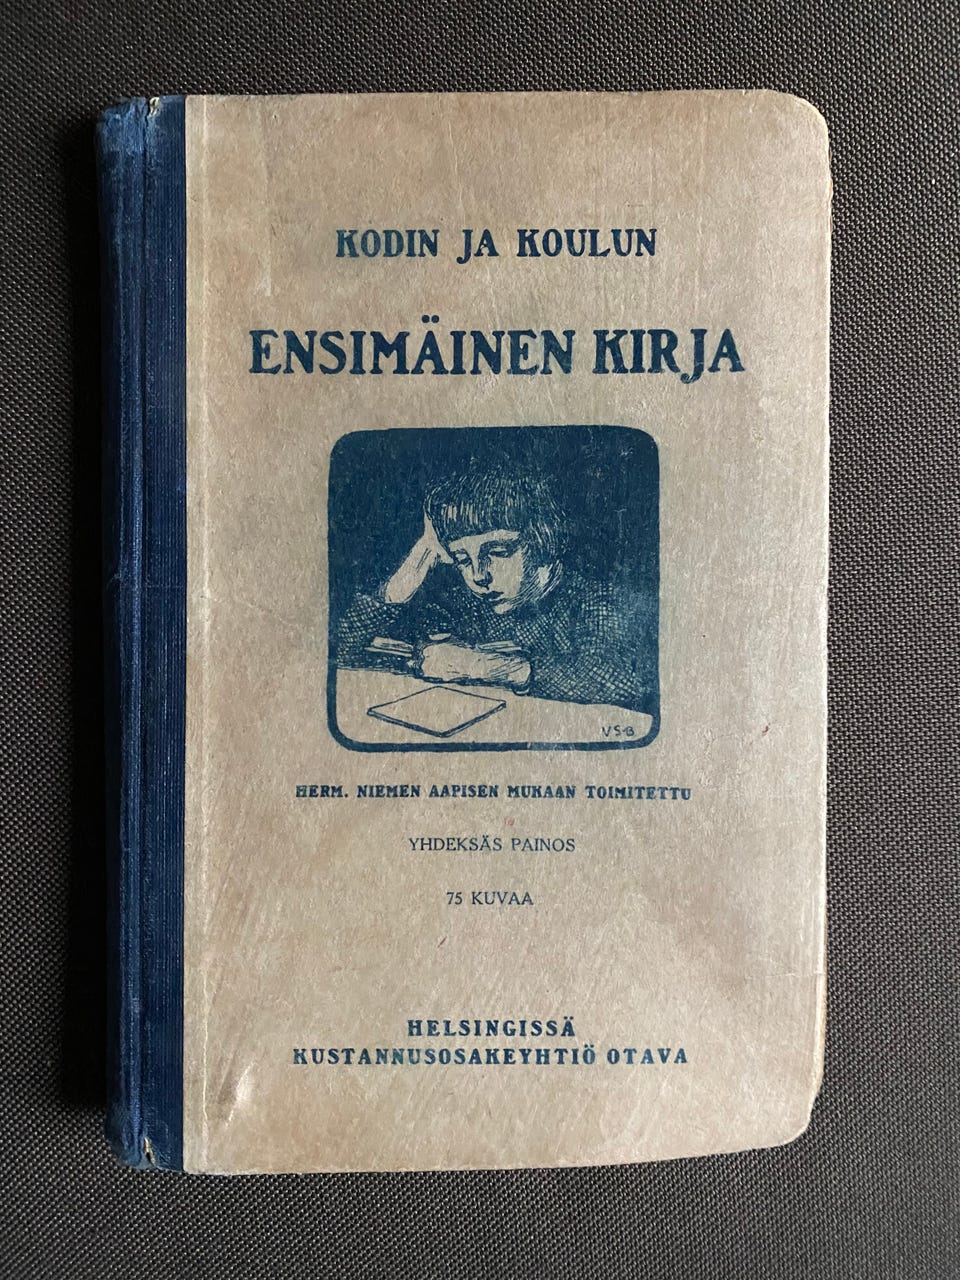 KODIN JA KOULUN
ENSIMÄINEN KIRJA
VS-B
HERM. NIEMEN AAPISEN MUKAAN TOIMITETTU
YHDEKSÄS PAINOS
75 KUVAA
HELSINGISSÄ
KUSTANNUSOSAKEYHTIÖ OTAVA